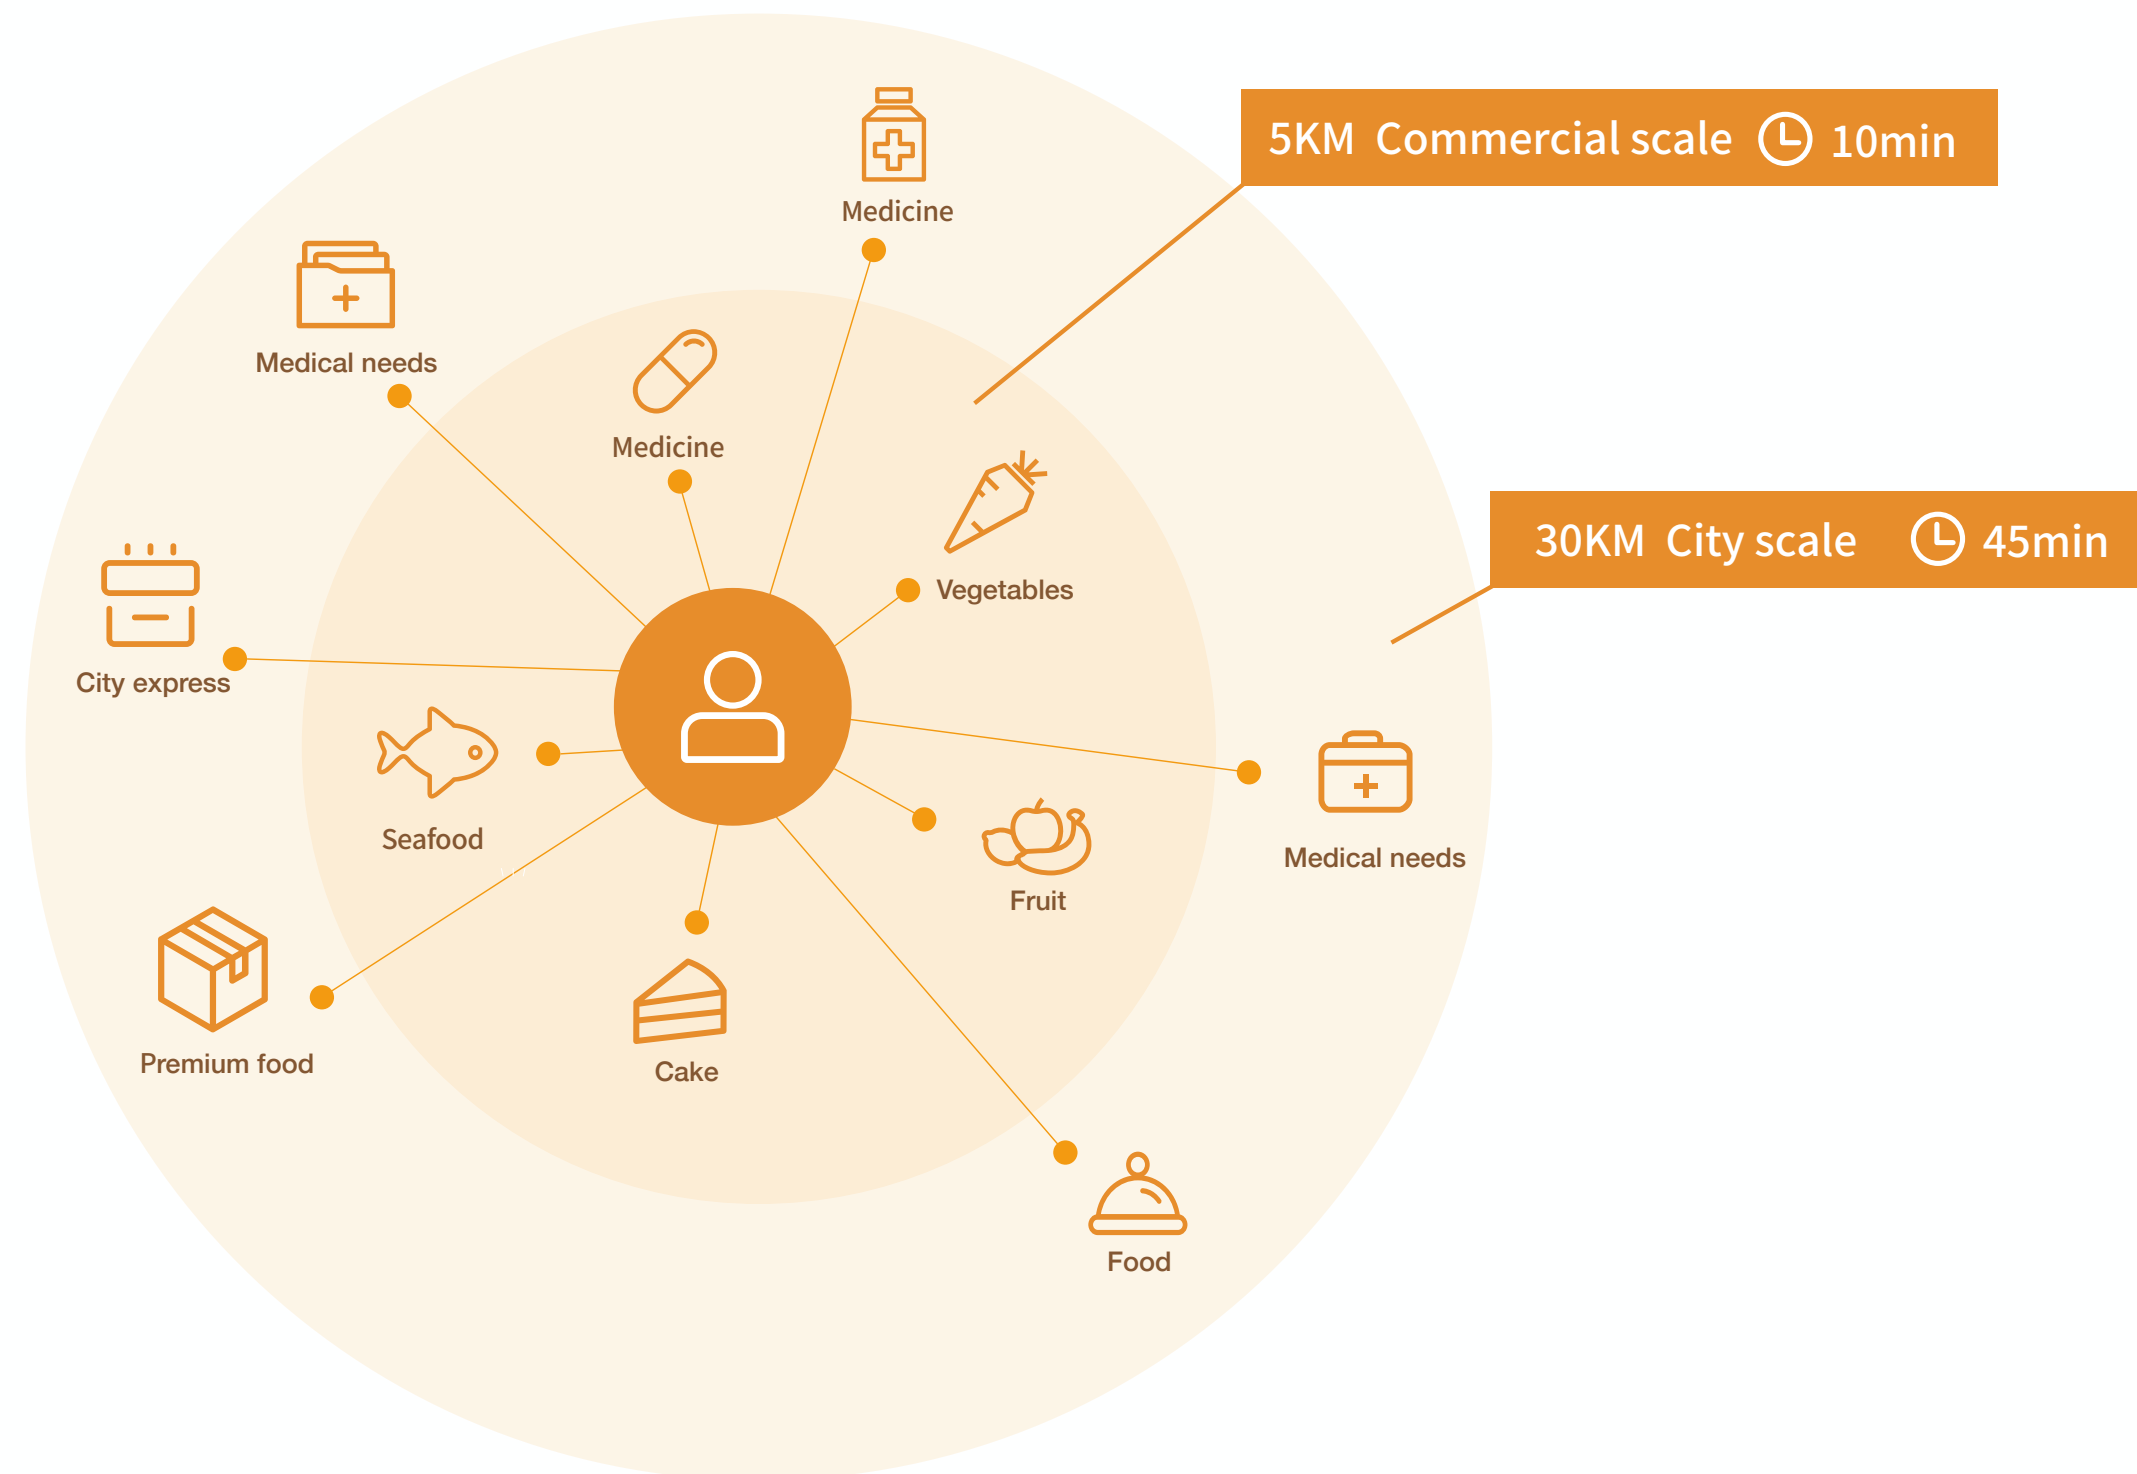 5KM Commercial scale 10min
Medicine
Medical needs
Medicine
30KM City scale 45min
Vegetables
City express
Seafood
Medical needs
Fruit
Premium food
Cake
Food